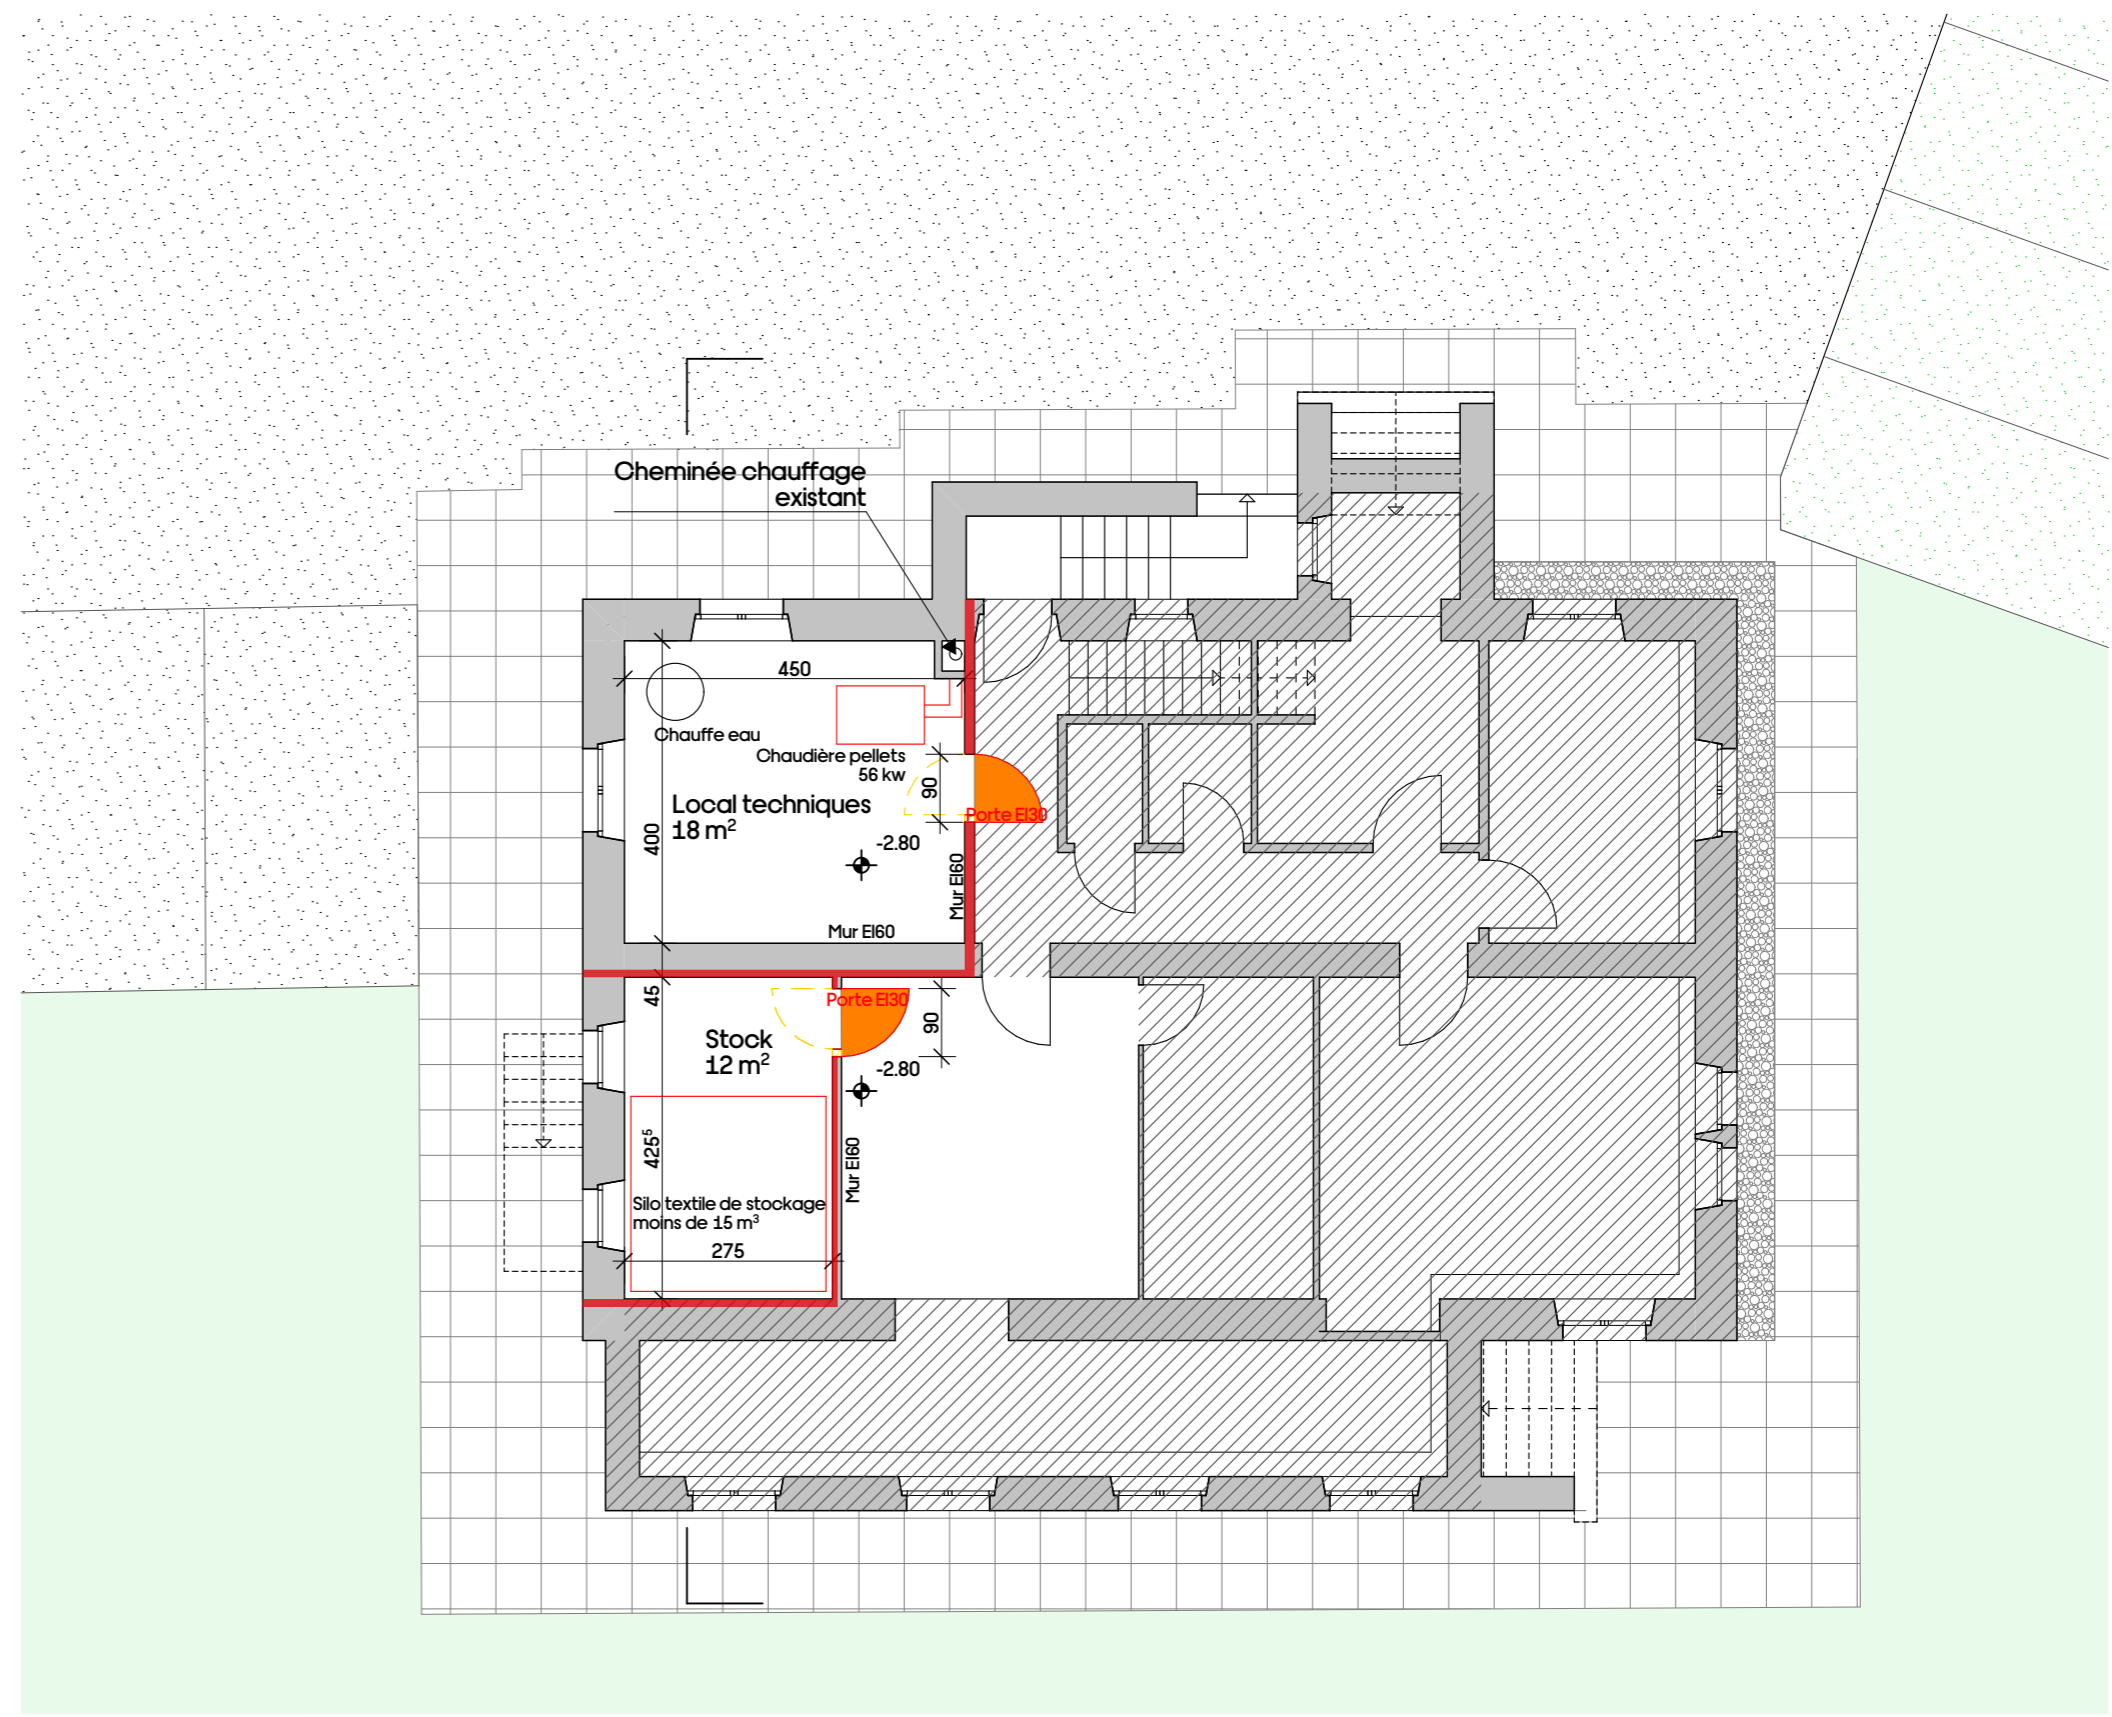 Cheminée chauffage
existant
450
Chauffe eau
Chaudière pellets
56 kw
90
Porte EI30
Local techniques
18 m²
400
-2.80
Mur EI60
Mur EI60
45
Porte EI30
90
Stock
12 m²
-2.80
425⁵
Mur EI60
Silo textile de stockage
moins de 15 m³
275